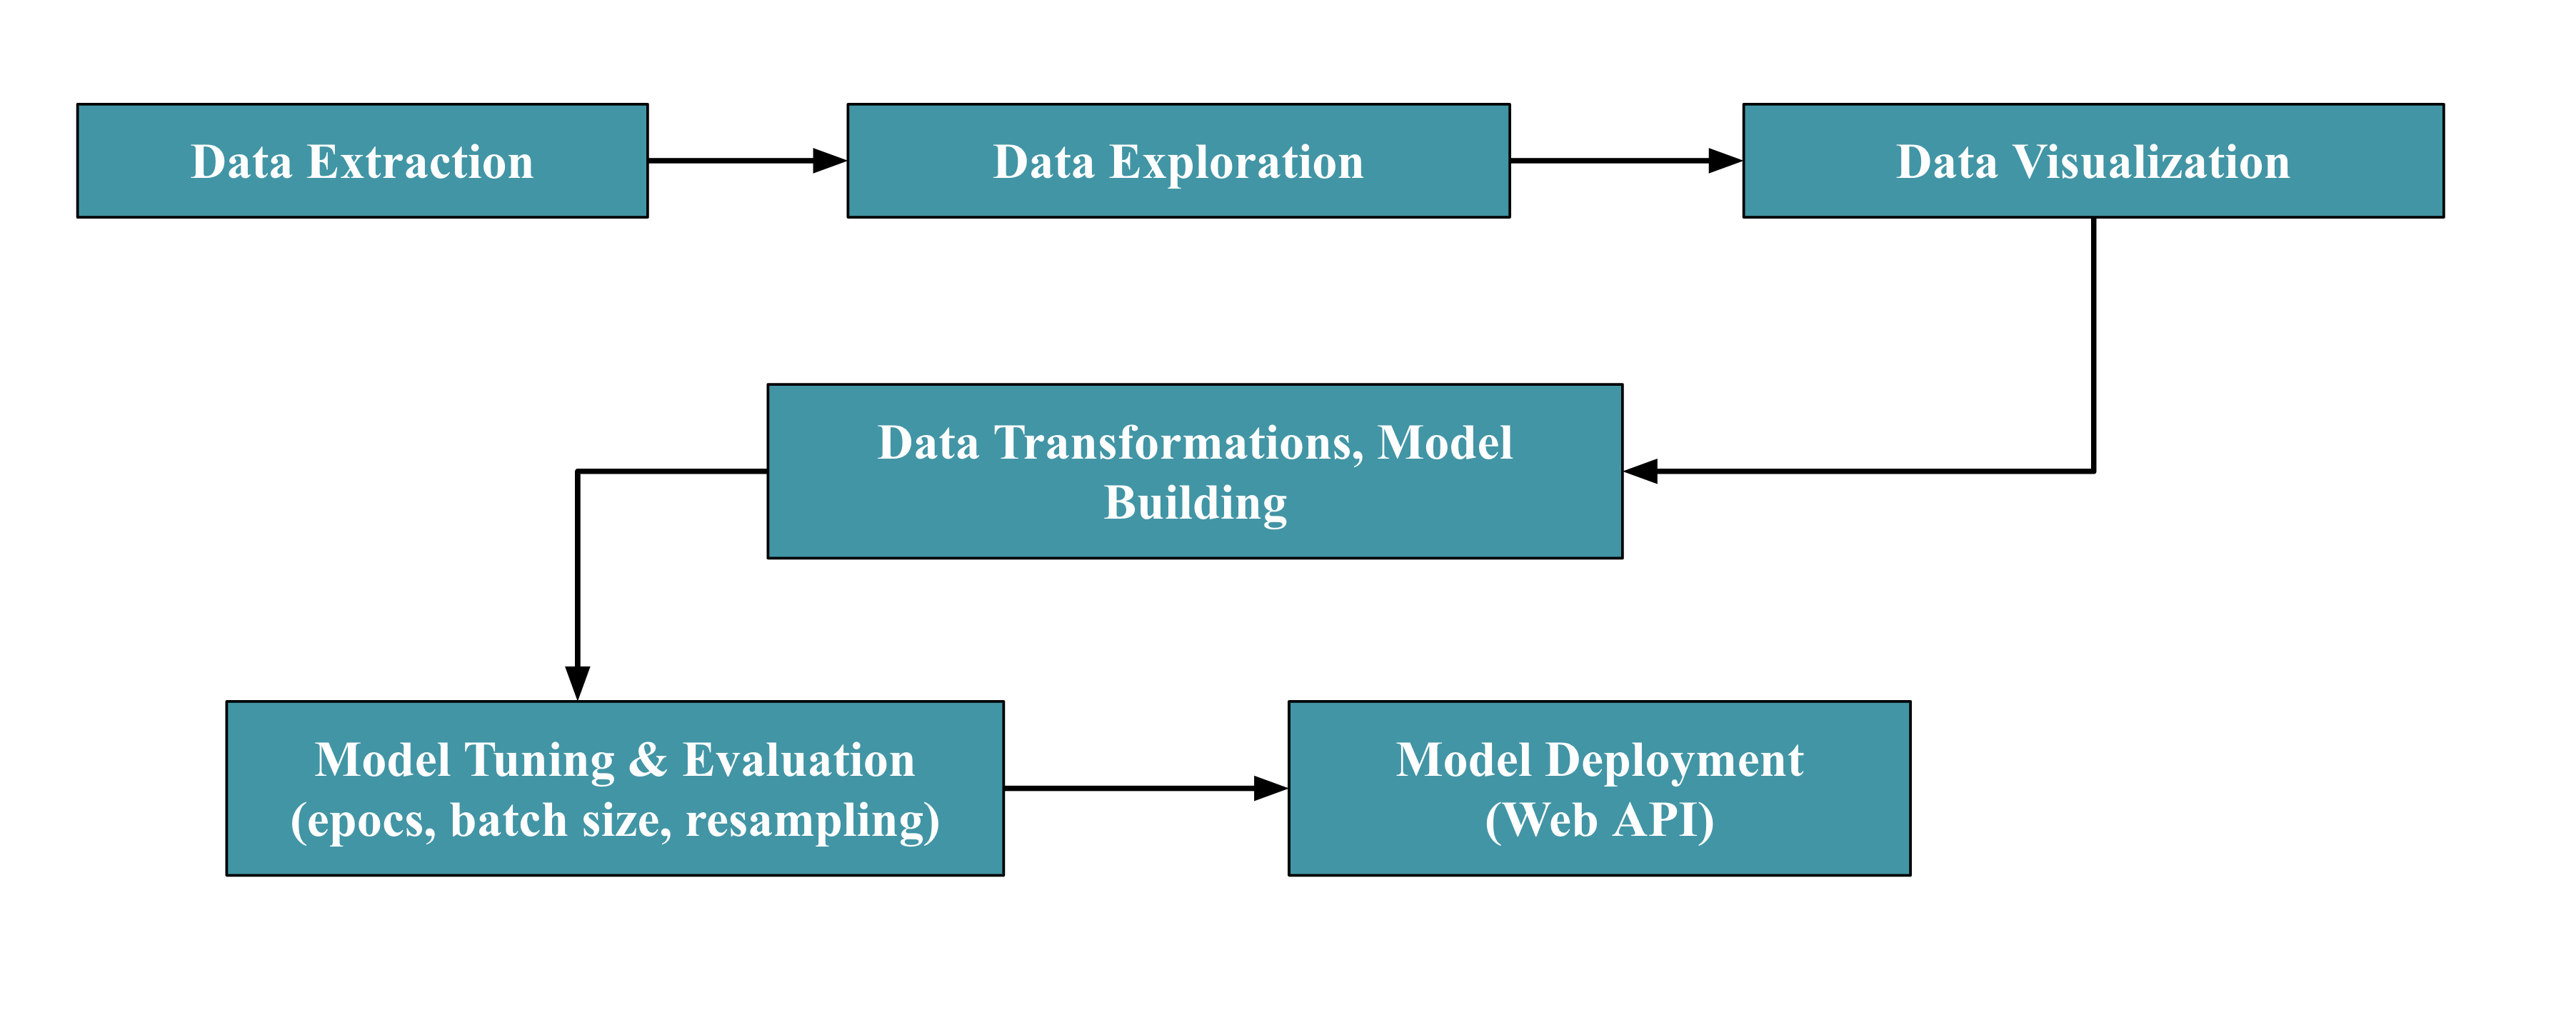 Data Extraction
Data Exploration
Data Visualization
Data Transformations, Model
Building
Model Tuning & Evaluation
(epocs, batch size, resampling)
Model Deployment
(Web API)